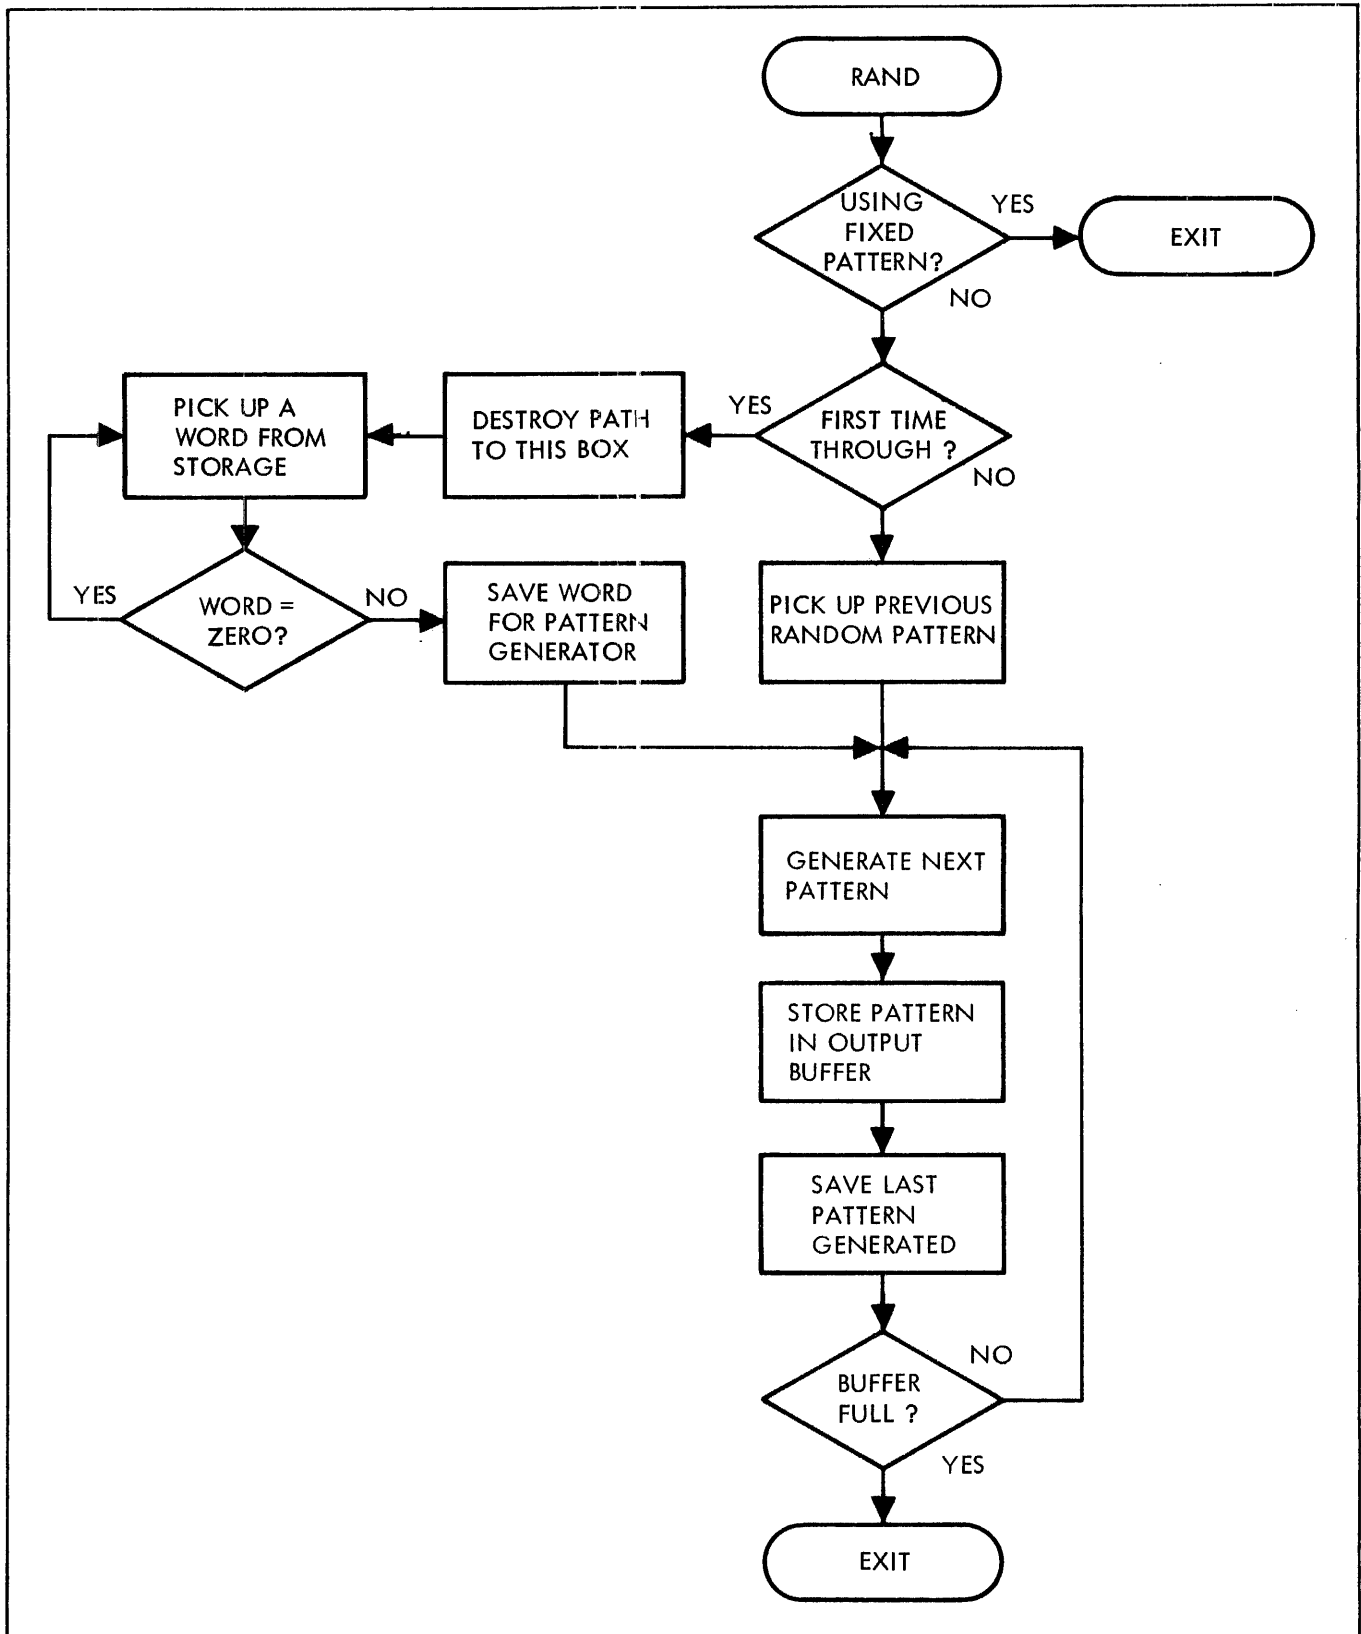 RAND
USING
FIXED
PATTERN?
YES
EXIT
NO
FIRST TIME
THROUGH ?
YES
NO
DESTROY PATH
TO THIS BOX
PICK UP A
WORD FROM
STORAGE
WORD =
ZERO?
YES
NO
SAVE WORD
FOR PATTERN
GENERATOR
PICK UP PREVIOUS
RANDOM PATTERN
GENERATE NEXT
PATTERN
STORE PATTERN
IN OUTPUT
BUFFER
SAVE LAST
PATTERN
GENERATED
BUFFER
FULL ?
NO
YES
EXIT